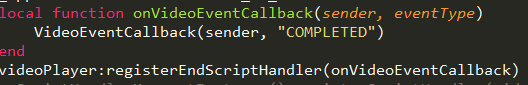 local function onVideoEventCallback(sender, eventType)
VideoEventCallback(sender, "COMPLETED")
end
videoPlayer:registerEndScriptHandler(onVideoEventCallback)